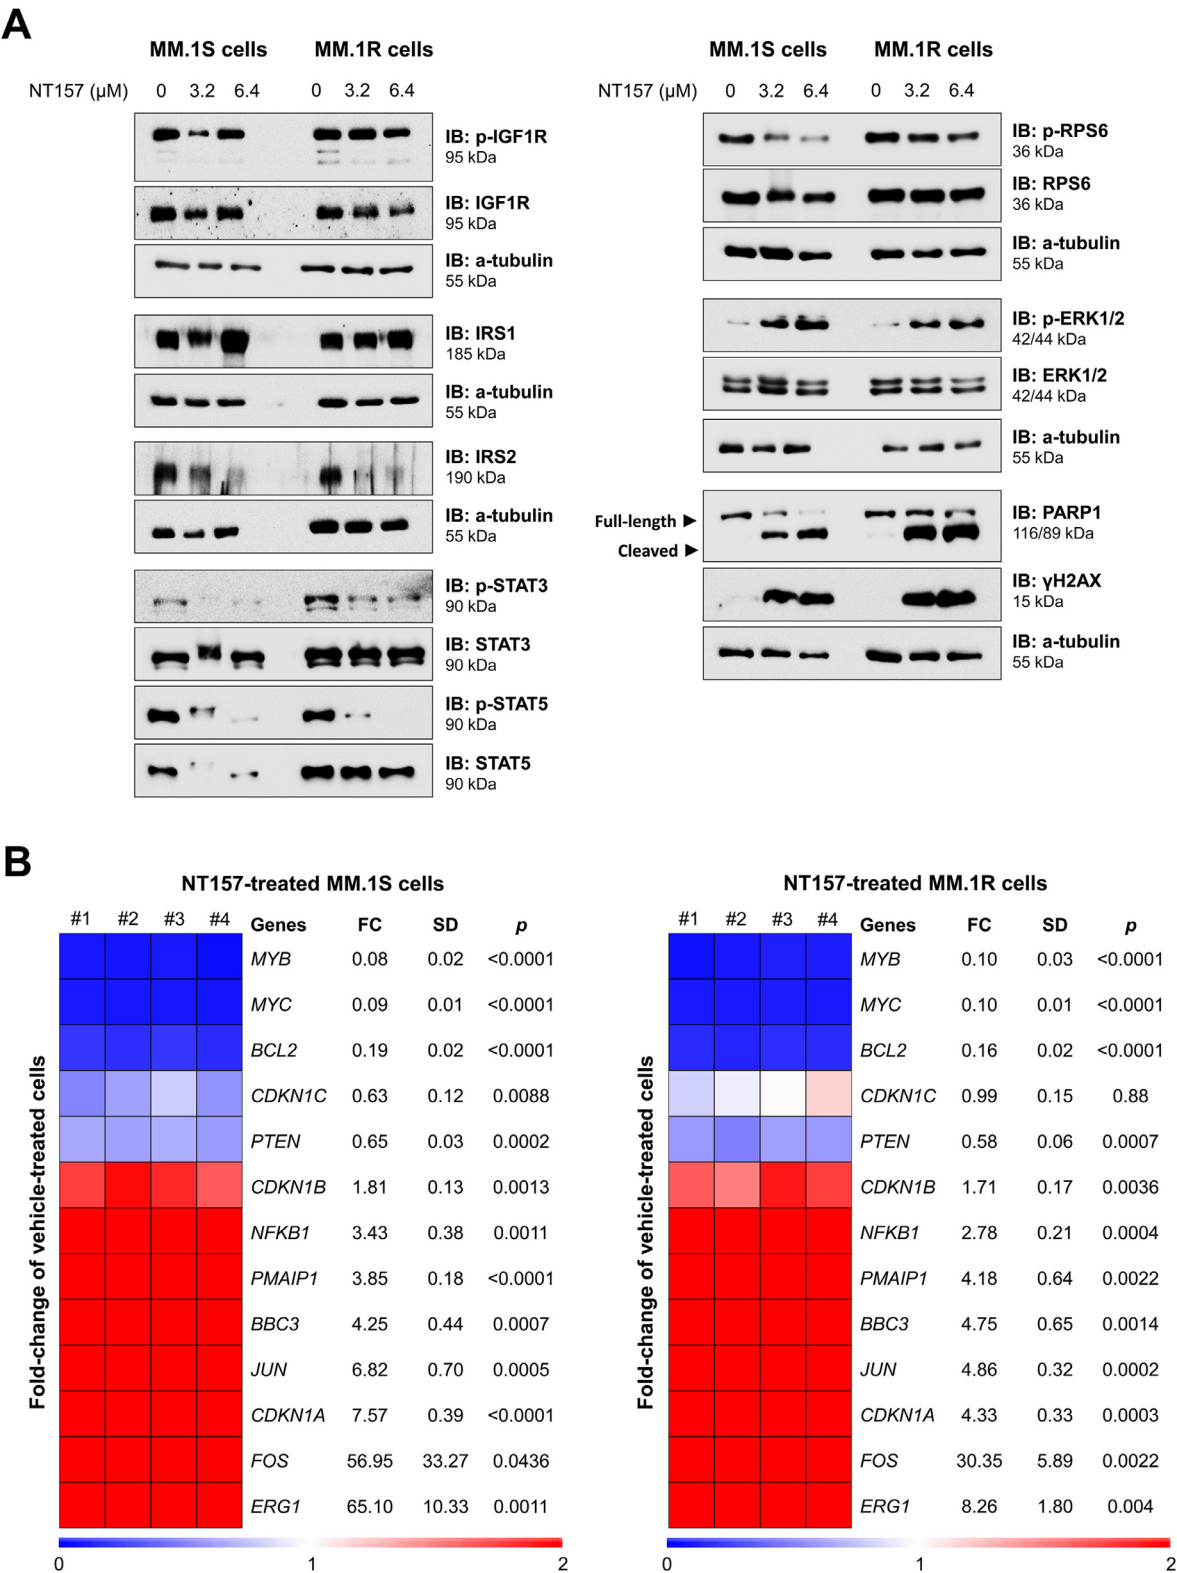 A
MM.1S cells MM.1R cells
NT157 (µM) 0 3.2 6.4 0 3.2 6.4
IB: p-IGF1R
95 kDa
IB: IGF1R
95 kDa
IB: a-tubulin
55 kDa
IB: IRS1
185 kDa
IB: a-tubulin
55 kDa
IB: IRS2
190 kDa
IB: a-tubulin
55 kDa
IB: p-STAT3
90 kDa
IB: STAT3
90 kDa
IB: p-STAT5
90 kDa
IB: STAT5
90 kDa
MM.1S cells MM.1R cells
NT157 (µM) 0 3.2 6.4 0 3.2 6.4
IB: p-RPS6
36 kDa
IB: RPS6
36 kDa
IB: a-tubulin
55 kDa
IB: p-ERK1/2
42/44 kDa
IB: ERK1/2
42/44 kDa
IB: a-tubulin
55 kDa
Full-length
Cleaved
IB: PARP1
116/89 kDa
IB: γH2AX
15 kDa
IB: a-tubulin
55 kDa
B
NT157-treated MM.1S cells
#1 #2 #3 #4 Genes FC SD p
MYB 0.08 0.02 <0.0001
MYC 0.09 0.01 <0.0001
BCL2 0.19 0.02 <0.0001
CDKN1C 0.63 0.12 0.0088
PTEN 0.65 0.03 0.0002
CDKN1B 1.81 0.13 0.0013
NFKB1 3.43 0.38 0.0011
PMAIP1 3.85 0.18 <0.0001
BBC3 4.25 0.44 0.0007
JUN 6.82 0.70 0.0005
CDKN1A 7.57 0.39 <0.0001
FOS 56.95 33.27 0.0436
ERG1 65.10 10.33 0.0011
Fold-change of vehicle-treated cells
0 1 2
NT157-treated MM.1R cells
#1 #2 #3 #4 Genes FC SD p
MYB 0.10 0.03 <0.0001
MYC 0.10 0.01 <0.0001
BCL2 0.16 0.02 <0.0001
CDKN1C 0.99 0.15 0.88
PTEN 0.58 0.06 0.0007
CDKN1B 1.71 0.17 0.0036
NFKB1 2.78 0.21 0.0004
PMAIP1 4.18 0.64 0.0022
BBC3 4.75 0.65 0.0014
JUN 4.86 0.32 0.0002
CDKN1A 4.33 0.33 0.0003
FOS 30.35 5.89 0.0022
ERG1 8.26 1.80 0.004
Fold-change of vehicle-treated cells
0 1 2